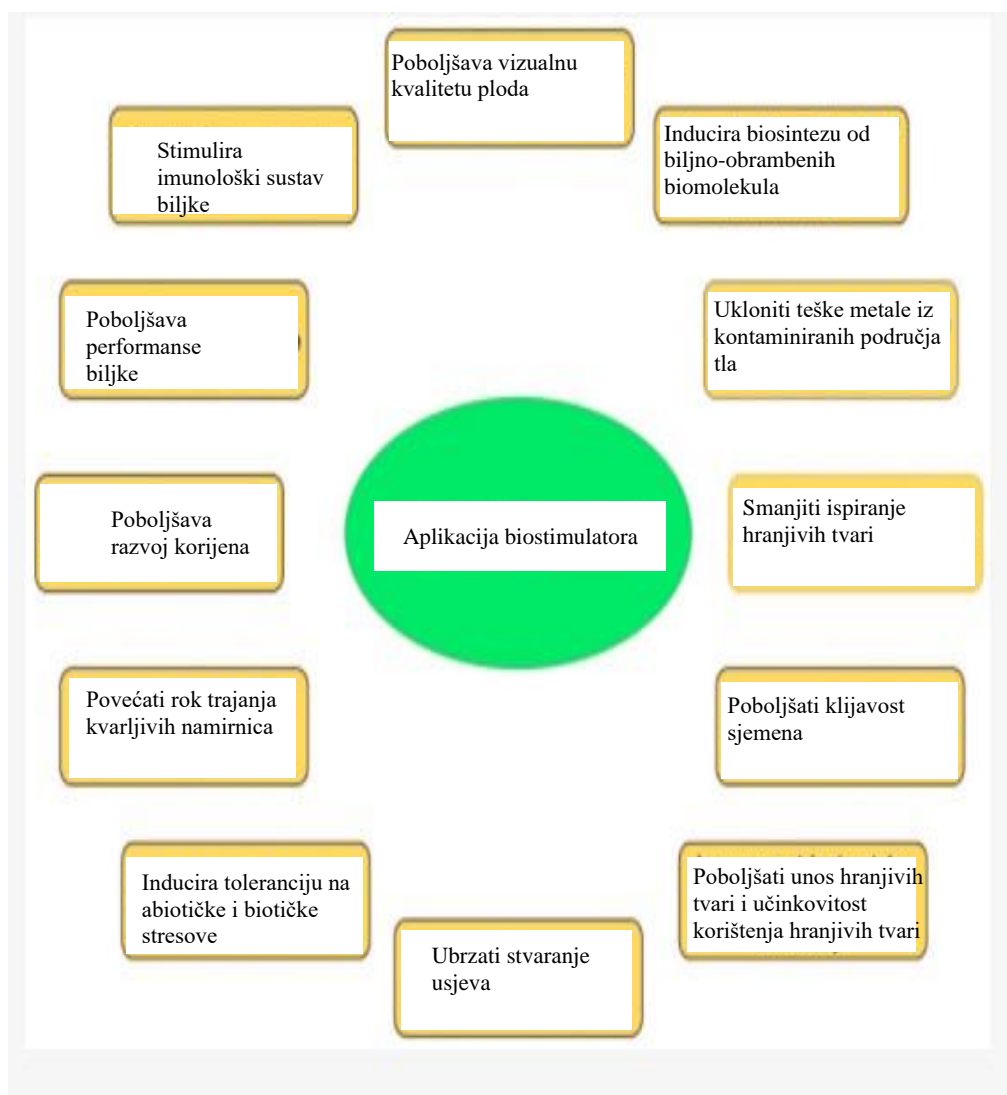 Poboljšava vizualnu
kvalitetu ploda
Inducira biosintezu od
biljno-obrambenih
biomolekula
Stimulira
imunološki sustav
biljke
Ukloniti teške metale iz
kontaminiranih područja
tla
Poboljšava
performanse
biljke
Smanjiti ispiranje
hranjivih tvari
Aplikacija biostimulatora
Poboljšava
razvoj korijena
Poboljšati klijavost
sjemena
Povećati rok trajanja
kvarljivih namirnica
Poboljšati unos hranjivih
tvari i učinkovitost
korištenja hranjivih tvari
Inducira toleranciju na
abiotičke i biotičke
stresove
Ubrzati stvaranje
usjeva